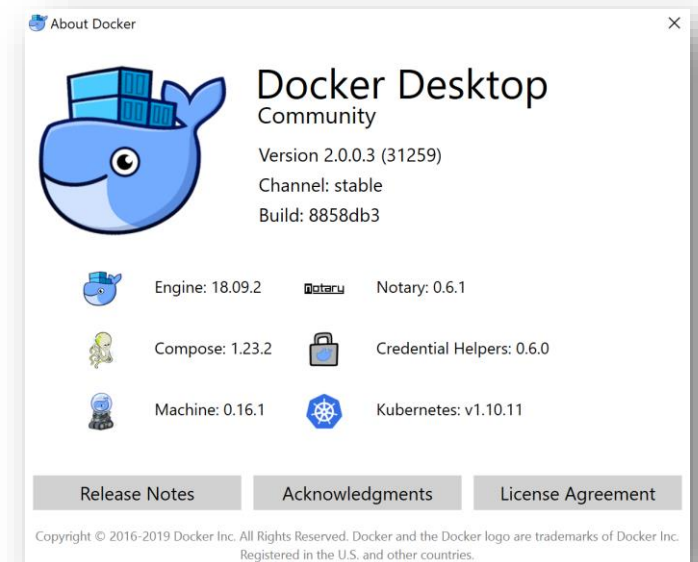 About Docker
Docker Desktop
Community
Version 2.0.0.3 (31259)
Channel: stable
Build: 8858db3
Engine: 18.09.2
notary
Notary: 0.6.1
Compose: 1.23.2
Credential Helpers: 0.6.0
Machine: 0.16.1
Kubernetes: v1.10.11
Release Notes
Acknowledgments
License Agreement
Copyright © 2016-2019 Docker Inc. All Rights Reserved. Docker and the Docker logo are trademarks of Docker Inc.
Registered in the U.S. and other countries.